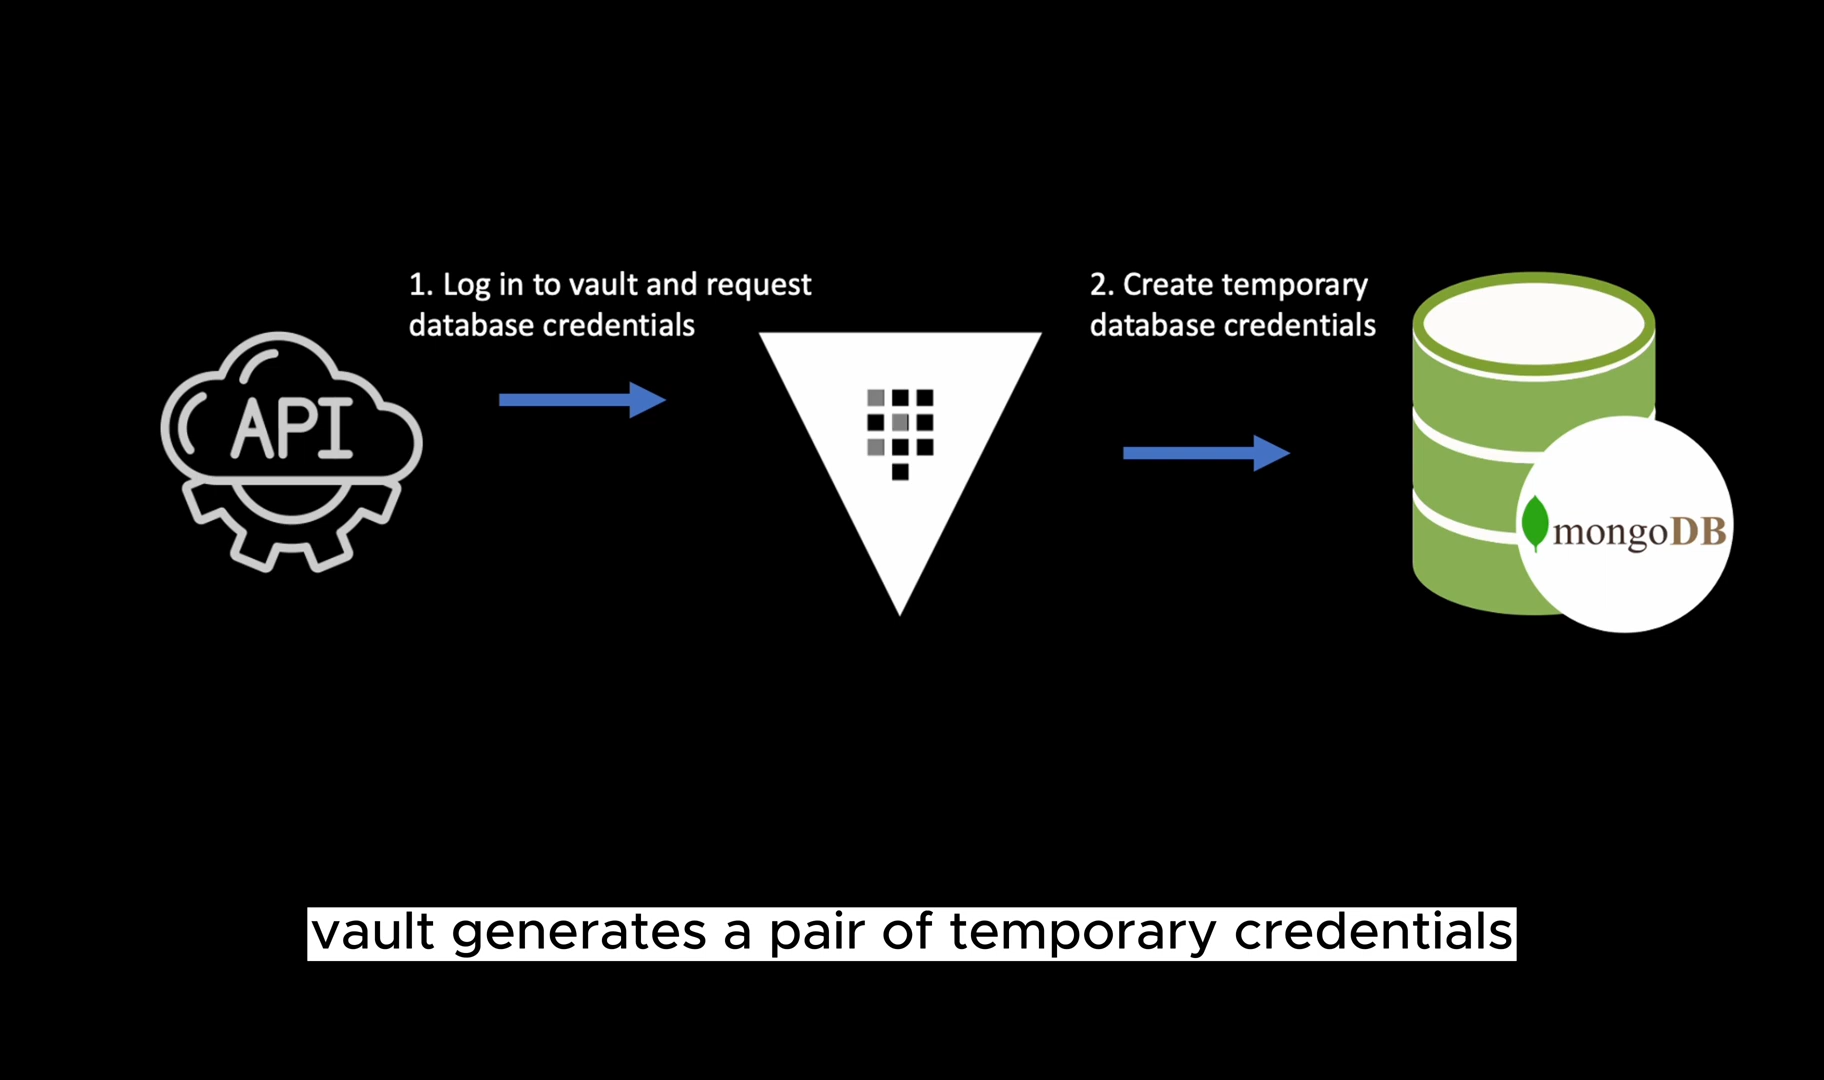 1. Log in to vault and request
database credentials
2. Create temporary
database credentials
API
mongoDB
vault generates a pair of temporary credentials